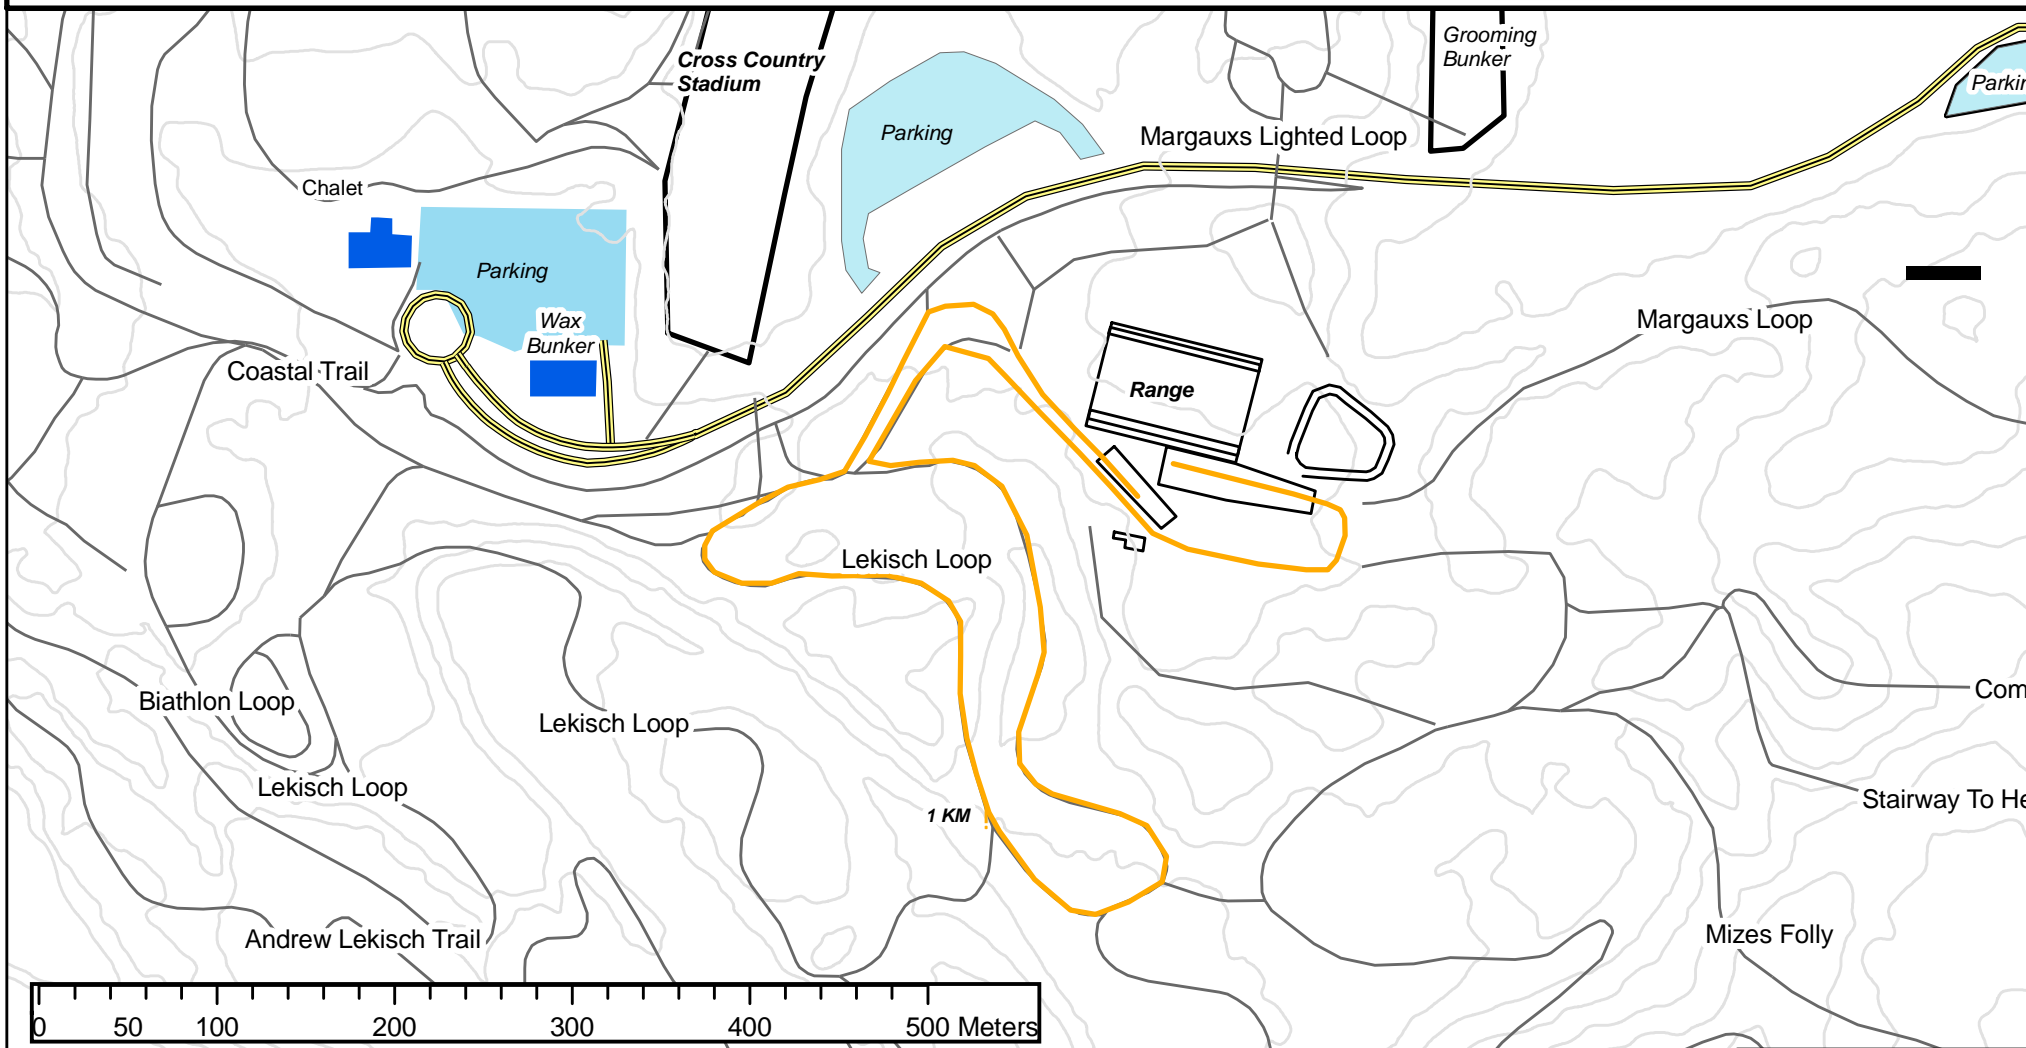 Grooming
Bunker
Cross Country
Stadium
Parkin
Parking
Margauxs Lighted Loop
Chalet
Parking
Wax
Bunker
Margauxs Loop
Coastal Trail
Range
Lekisch Loop
Com
Biathlon Loop
Lekisch Loop
Lekisch Loop
Stairway To He
1 KM
Mizes Folly
Andrew Lekisch Trail
0 50 100 200 300 400 500 Meters